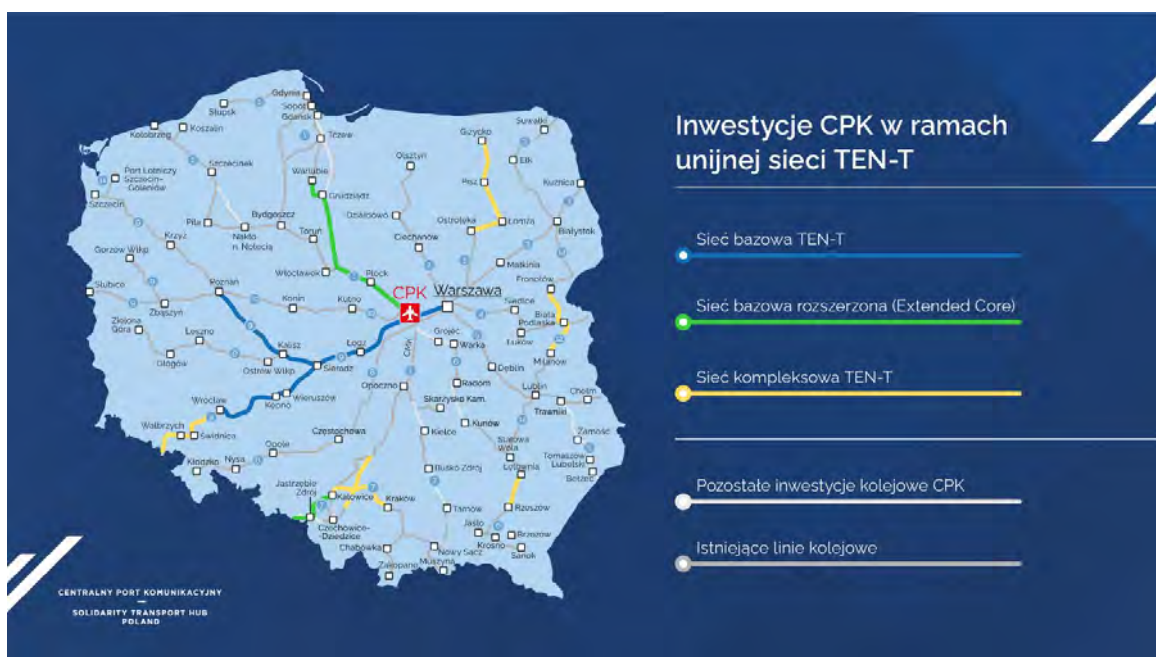 Inwestycje CPK w ramach
unijnej sieci TEN-T
Sieć bazowa TEN-T
Sieć bazowa rozszerzona (Extended Core)
Sieć kompleksowa TEN-T
Pozostałe inwestycje kolejowe CPK
Istniejące linie kolejowe
Gdynia
Sopot
Gdańsk
Słupsk
Koszalin
Kołobrzeg
Tczew
Giżycko
Suwałki
Ełk
Olsztyn
Port Lotniczy
Szczecin-
Goleniów
Szczecinek
Warlubie
Grudziądz
Pisz
Kuźnica
Szczecin
Działdowo
Ostrołęka
Łomża
Białystok
Piła
Nakło
n. Notecią
Bydgoszcz
Toruń
Ciechanów
Krzyż
Gorzów Wlkp
Włocławek
Płock
Małkinia
Fronołów
Słubice
Zbąszyń
Poznań
Konin
Kutno
CPK
Warszawa
Siedlce
Biała
Podlaska
Łuków
Zielona
Góra
Leszno
Głogów
Kalisz
Ostrów Wlkp
Sieradz
Łódź
CMK
Grójec
Warka
Milanów
Dęblin
Opoczno
Radom
Lublin
Chełm
Trawniki
Wrocław
Kępno
Wieruszów
Skarżysko Kam.
Kunów
Wałbrzych
Świdnica
Częstochowa
Kielce
Stalowa
Wola
Zamość
Tomaszów
Lubelski
Bełżec
Kłodzko
Nysa
Opole
Busko Zdrój
Łętownia
Jastrzębie
Zdrój
Katowice
Kraków
Tarnów
Rzeszów
Czechowice-
Dziedzice
Chabówka
Jasło
Krosno
Brzozów
Sanok
Nowy Sącz
Muszyna
Zakopane
CENTRALNY PORT KOMUNIKACYJNY
SOLIDARITY TRANSPORT HUB
POLAND